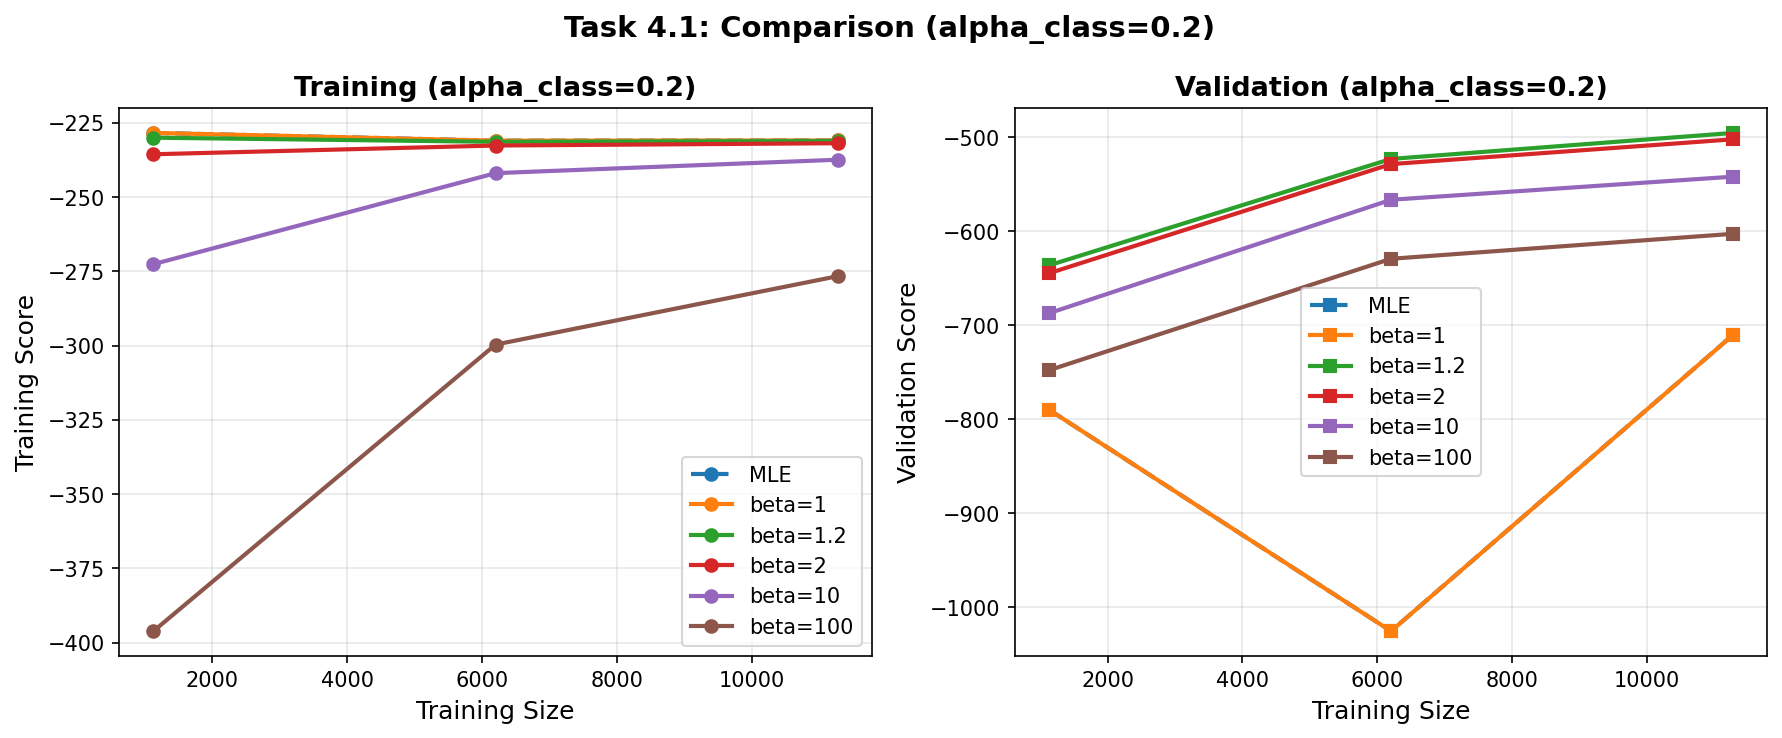 Task 4.1: Comparison (alpha_class=0.2)
Training (alpha_class=0.2)
Training Score
−225
−250
−275
−300
−325
−350
−375
−400
2000
4000
6000
8000
10000
Training Size
MLE
beta=1
beta=1.2
beta=2
beta=10
beta=100
Validation (alpha_class=0.2)
Validation Score
−500
−600
−700
−800
−900
−1000
2000
4000
6000
8000
10000
Training Size
MLE
beta=1
beta=1.2
beta=2
beta=10
beta=100